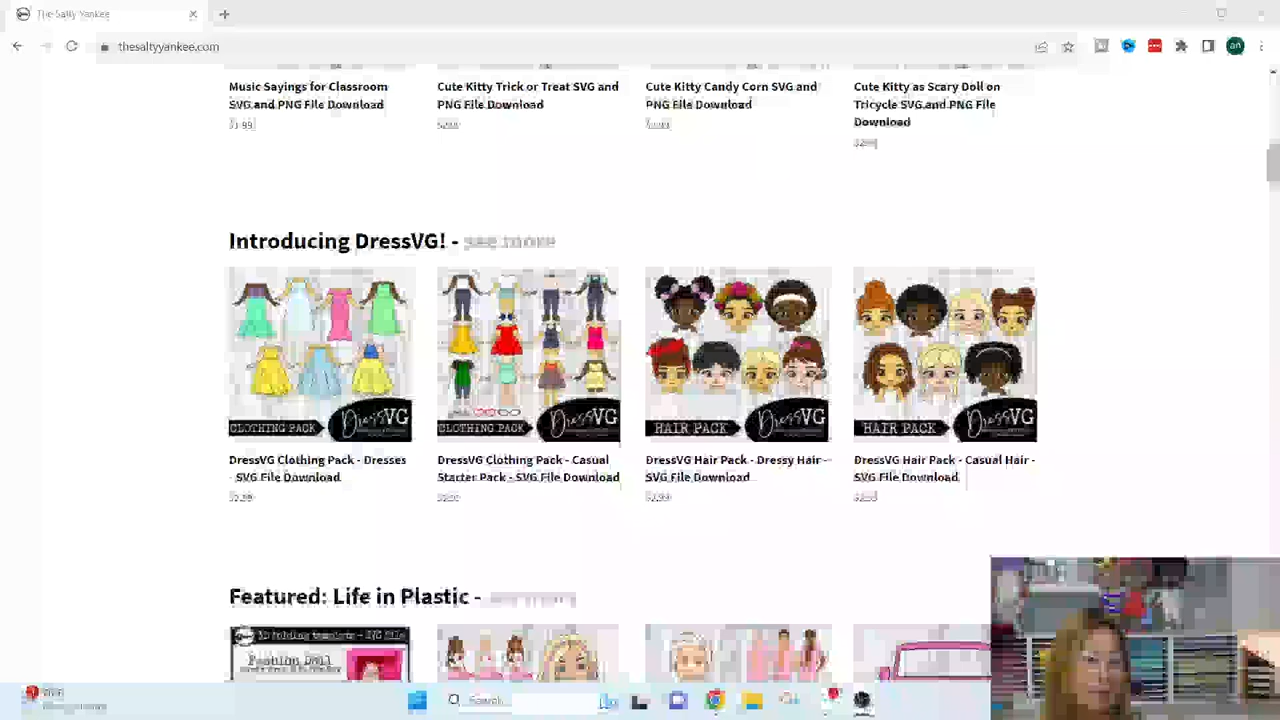 The Salty Yankee
thesaltyyankee.com
Music Sayings for Classroom
SVG and PNG File Download
Cute Kitty Trick or Treat SVG and
PNG File Download
Cute Kitty Candy Corn SVG and
PNG File Download
Cute Kitty as Scary Doll on
Tricycle SVG and PNG File
Download
Introducing DressVG! - see more
CLOTHING PACK
DressVG
CLOTHING PACK
DressVG
HAIR PACK
DressVG
HAIR PACK
DressVG
DressVG Clothing Pack - Dresses
- SVG File Download
$2.99
DressVG Clothing Pack - Casual
Starter Pack - SVG File Download
DressVG Hair Pack - Dressy Hair -
SVG File Download
DressVG Hair Pack - Casual Hair -
SVG File Download
Featured: Life in Plastic -
Fashion Doll
Search